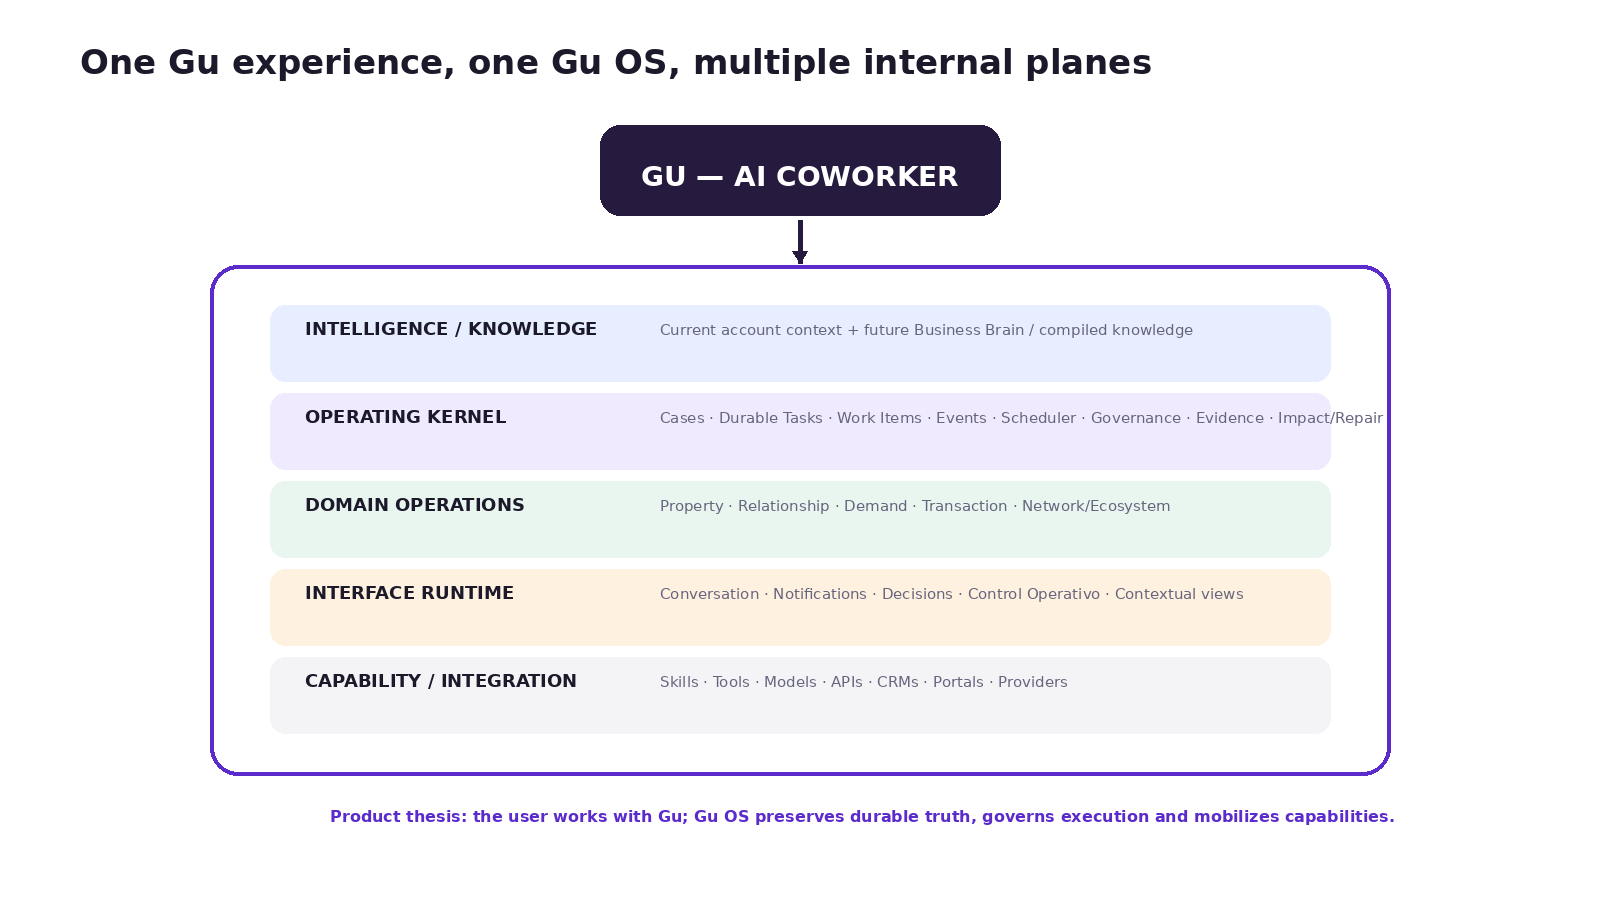 One Gu experience, one Gu OS, multiple internal planes
GU — AI COWORKER
INTELLIGENCE / KNOWLEDGE
Current account context + future Business Brain / compiled knowledge
OPERATING KERNEL
Cases · Durable Tasks · Work Items · Events · Scheduler · Governance · Evidence · Impact/Repair
DOMAIN OPERATIONS
Property · Relationship · Demand · Transaction · Network/Ecosystem
INTERFACE RUNTIME
Conversation · Notifications · Decisions · Control Operativo · Contextual views
CAPABILITY / INTEGRATION
Skills · Tools · Models · APIs · CRMs · Portals · Providers
Product thesis: the user works with Gu; Gu OS preserves durable truth, governs execution and mobilizes capabilities.